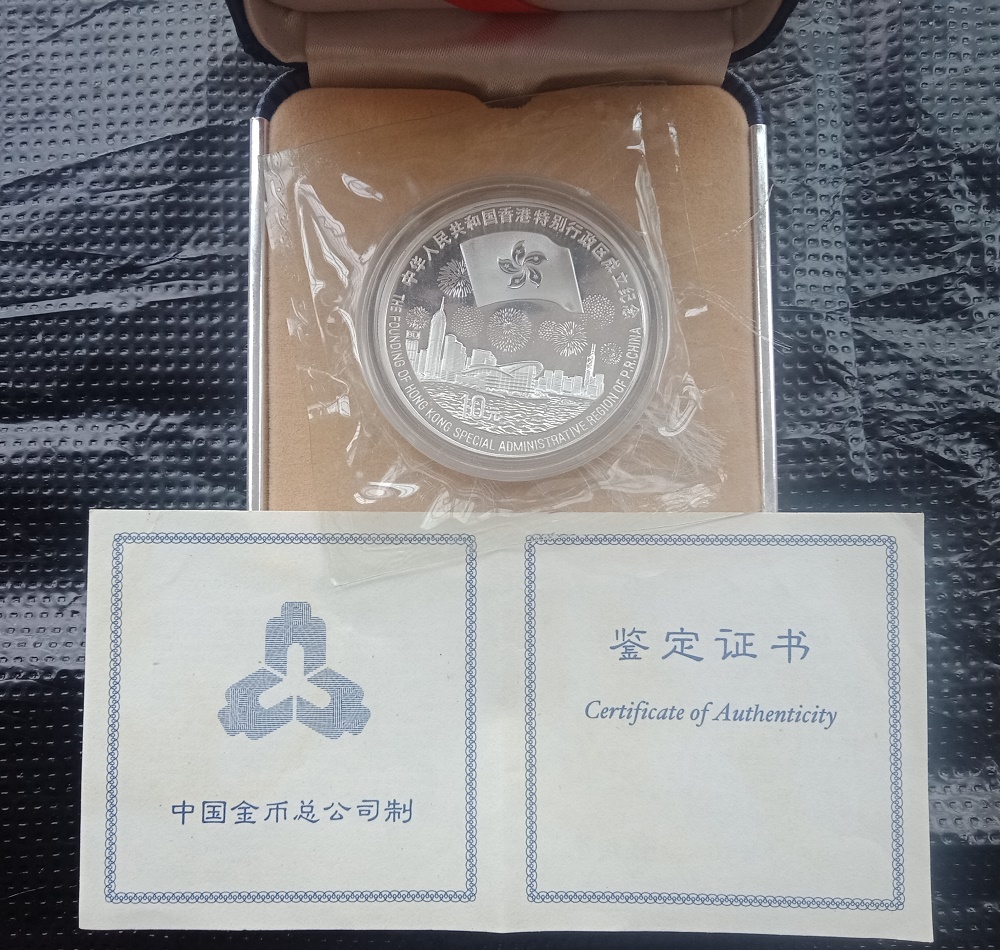 中华人民共和国香港特别行政区成立纪念
THE FOUNDING OF HONG KONG SPECIAL ADMINISTRATIVE REGION OF P.R.CHINA
10元
中国金币总公司制
鉴定证书
Certificate of Authenticity